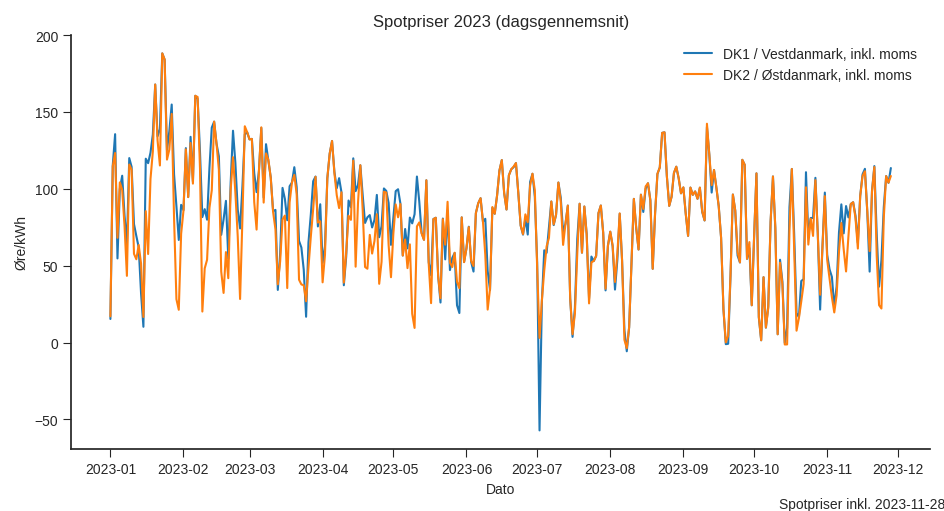 Spotpriser 2023 (dagsgennemsnit)
DK1 / Vestdanmark, inkl. moms
DK2 / Østdanmark, inkl. moms
Øre/kWh
200
150
100
50
0
−50
2023-01 2023-02 2023-03 2023-04 2023-05 2023-06 2023-07 2023-08 2023-09 2023-10 2023-11 2023-12
Dato
Spotpriser inkl. 2023-11-28